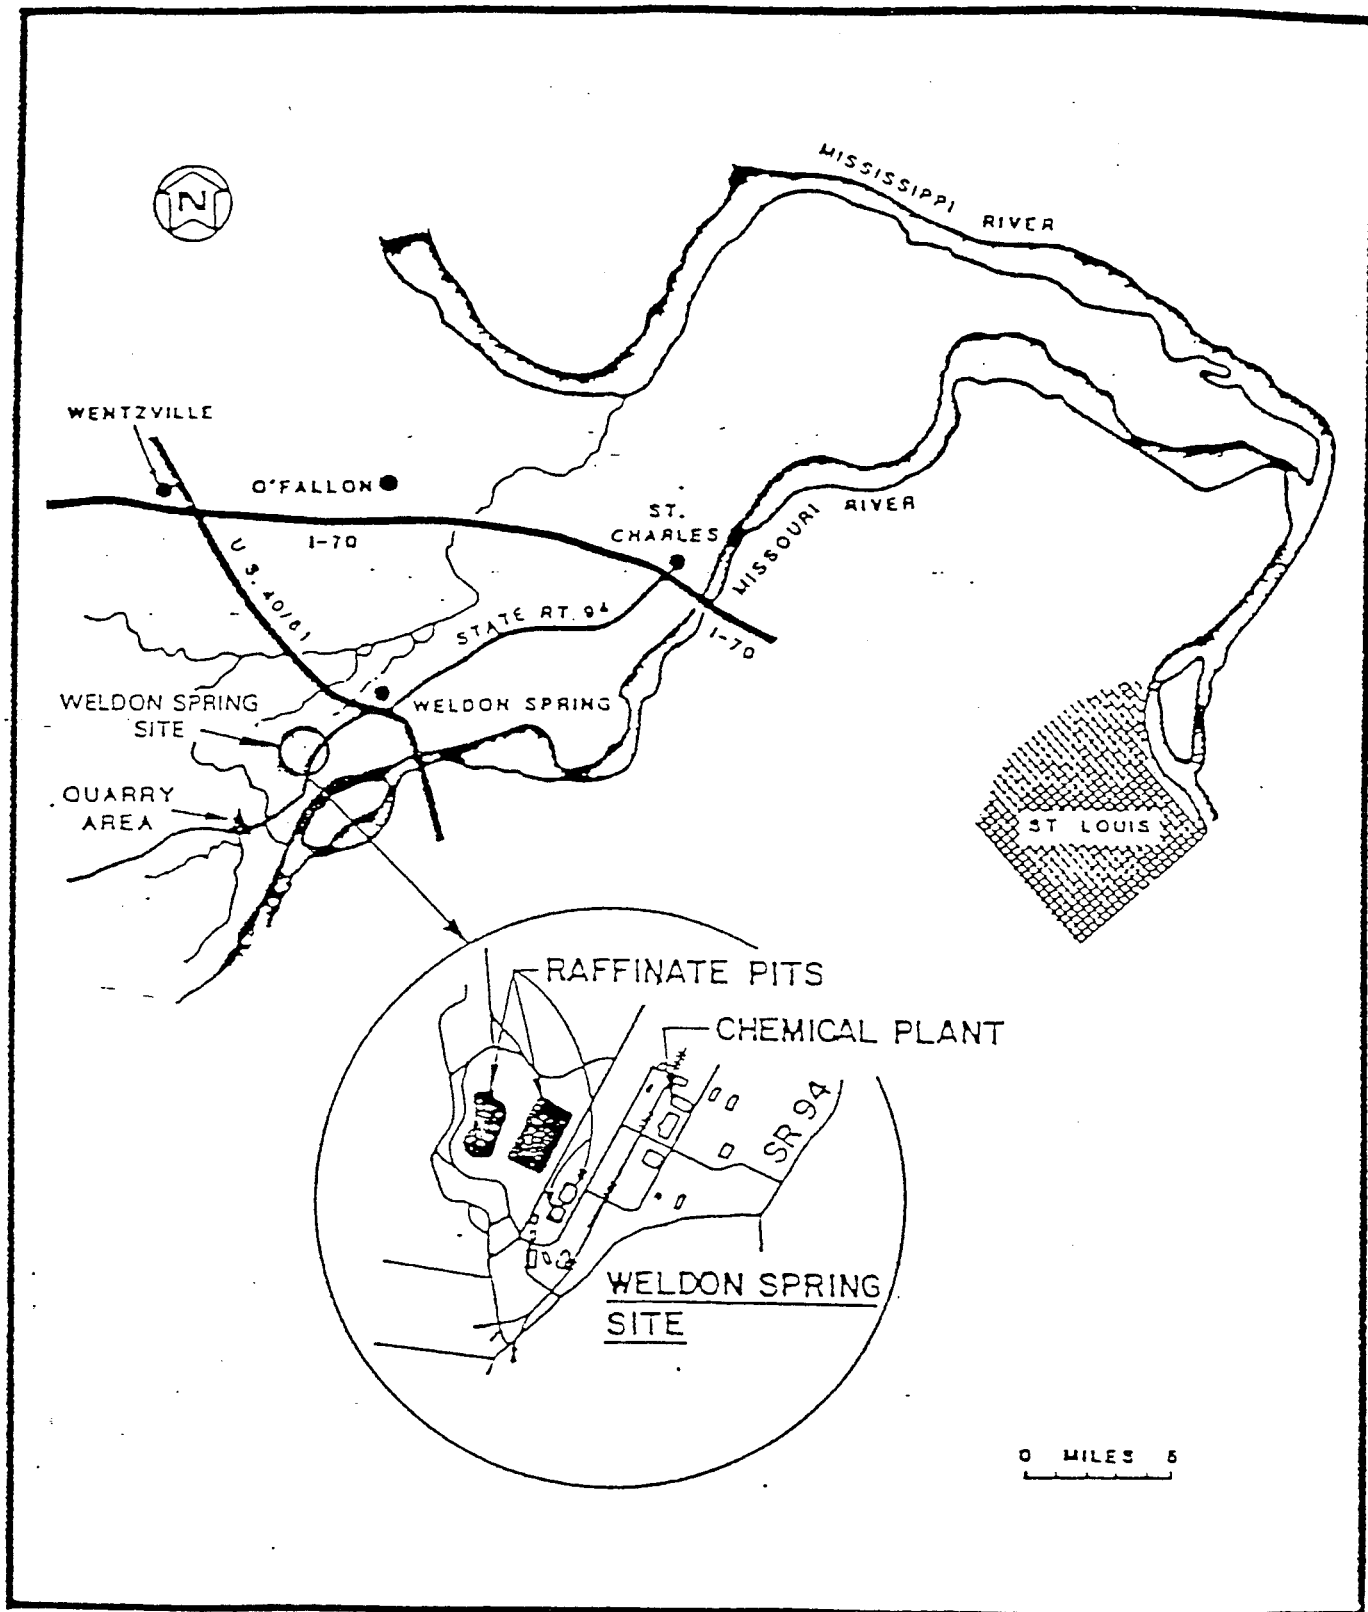 MISSISSIPPI RIVER
N
WENTZVILLE
O'FALLON
I-70
ST.
CHARLES
MISSOURI RIVER
U.S. 40/61
STATE RT. 94
I-70
WELDON SPRING
SITE
WELDON SPRING
QUARRY
AREA
ST LOUIS
RAFFINATE PITS
CHEMICAL PLANT
SR 94
WELDON SPRING
SITE
0 MILES 5